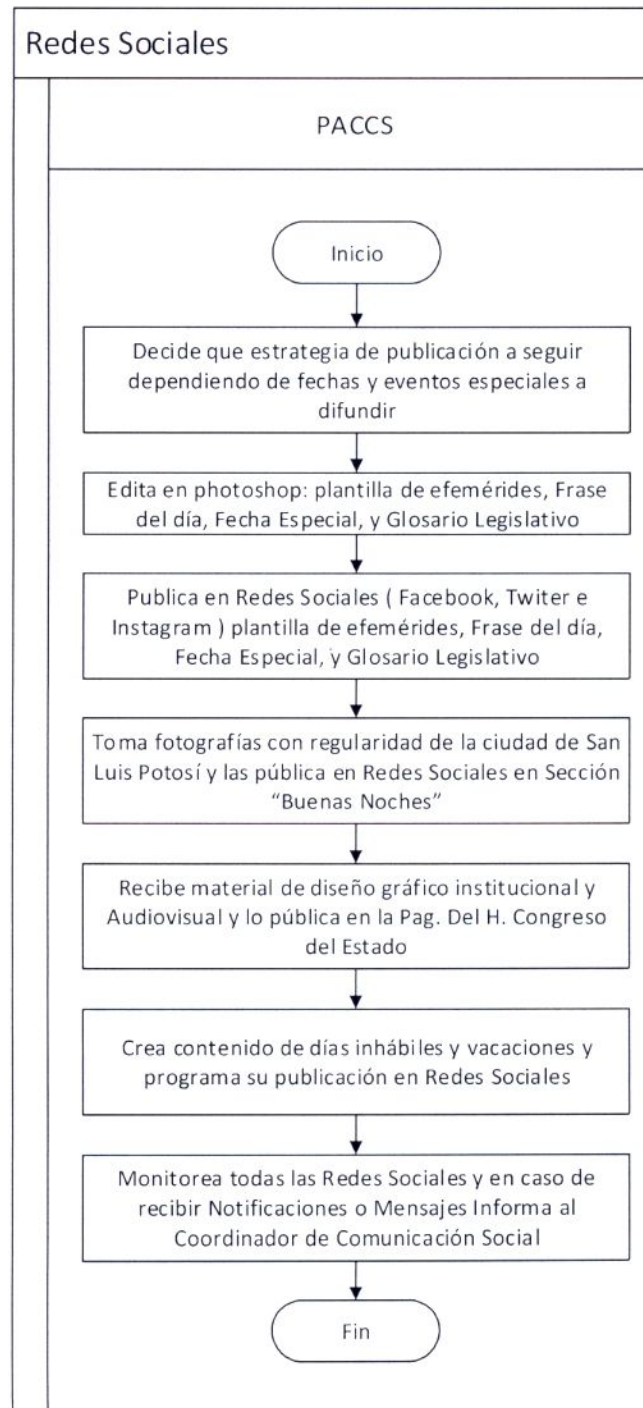 Redes Sociales
PACCS
Inicio
Decide que estrategia de publicación a seguir
dependiendo de fechas y eventos especiales a
difundir
Edita en photoshop: plantilla de efemérides, Frase
del día, Fecha Especial, y Glosario Legislativo
Publica en Redes Sociales ( Facebook, Twiter e
Instagram ) plantilla de efemérides, Frase del día,
Fecha Especial, y Glosario Legislativo
Toma fotografías con regularidad de la ciudad de San
Luis Potosí y las pública en Redes Sociales en Sección
“Buenas Noches”
Recibe material de diseño gráfico institucional y
Audiovisual y lo pública en la Pag. Del H. Congreso
del Estado
Crea contenido de días inhábiles y vacaciones y
programa su publicación en Redes Sociales
Monitorea todas las Redes Sociales y en caso de
recibir Notificaciones o Mensajes Informa al
Coordinador de Comunicación Social
Fin